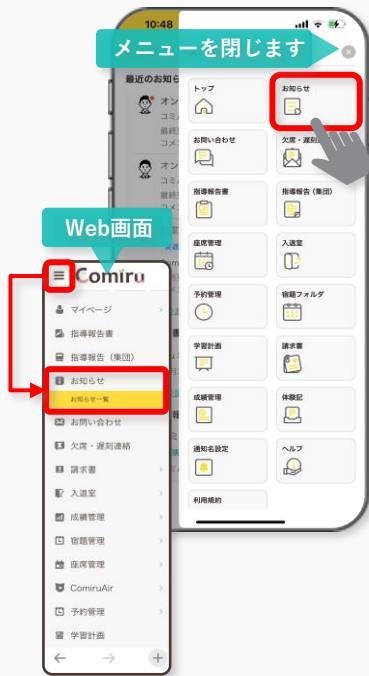 10:48
メニューを閉じます
最近のお知ら
トップ
お知らせ
オン
コミ
最終
コメ
お問い合わせ
欠席・遅刻
オン
コミ
最終
指導報告書
指導報告（集団）
座席管理
入退室
Web画面
予約管理
宿題フォルダ
学習計画
請求書
成績管理
体験記
通知名設定
ヘルプ
利用規約
Comiru
マイページ
指導報告書
指導報告（集団）
お知らせ
お知らせ一覧
お問い合わせ
欠席・遅刻連絡
請求書
入退室
成績管理
宿題管理
座席管理
ComiruAir
予約管理
学習計画